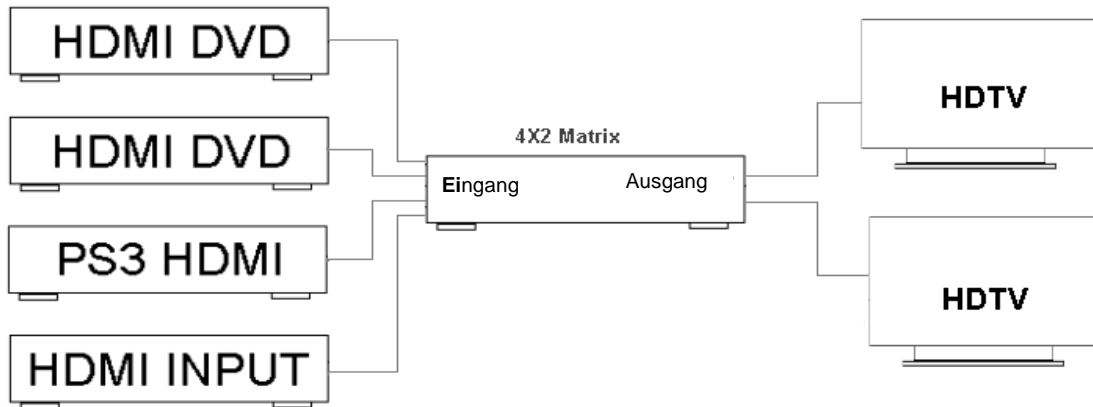 HDMI DVD
HDMI DVD
PS3 HDMI
HDMI INPUT
4X2 Matrix
Eingang
Ausgang
HDTV
HDTV